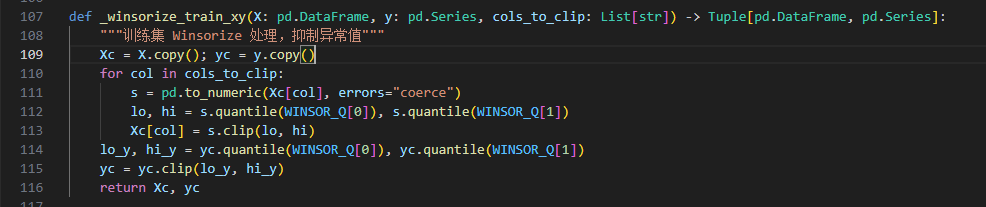 107 def _winsorize_train_xy(X: pd.DataFrame, y: pd.Series, cols_to_clip: List[str]) -> Tuple[pd.DataFrame, pd.Series]:
108     """训练集 Winsorize 处理，抑制异常值"""
109     Xc = X.copy(); yc = y.copy()
110     for col in cols_to_clip:
111         s = pd.to_numeric(Xc[col], errors="coerce")
112         lo, hi = s.quantile(WINSOR_Q[0]), s.quantile(WINSOR_Q[1])
113         Xc[col] = s.clip(lo, hi)
114     lo_y, hi_y = yc.quantile(WINSOR_Q[0]), yc.quantile(WINSOR_Q[1])
115     yc = yc.clip(lo_y, hi_y)
116     return Xc, yc
117